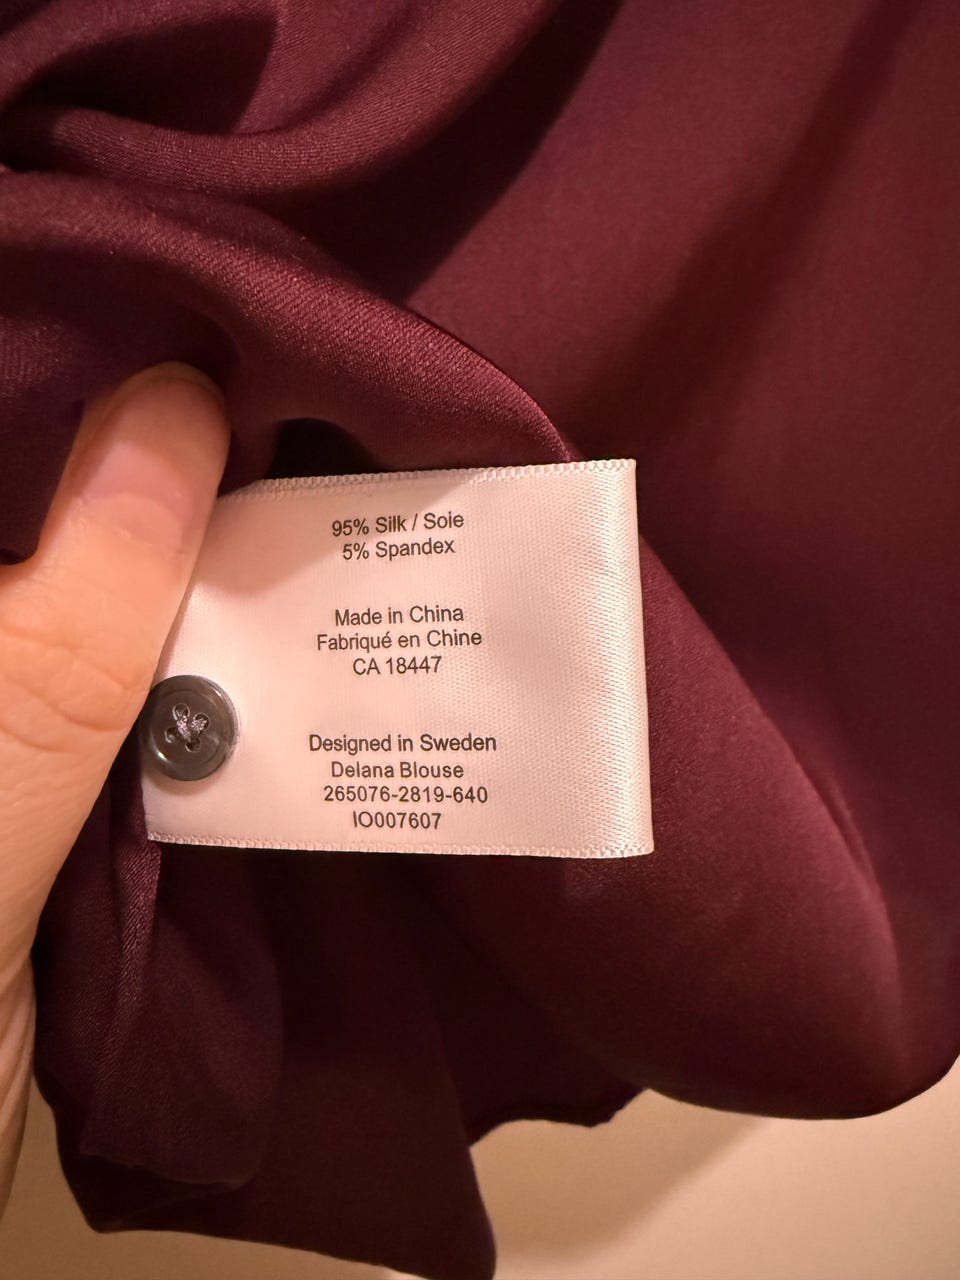 95% Silk / Soie
5% Spandex
Made in China
Fabriqué en Chine
CA 18447
Designed in Sweden
Delana Blouse
265076-2819-640
IO007607